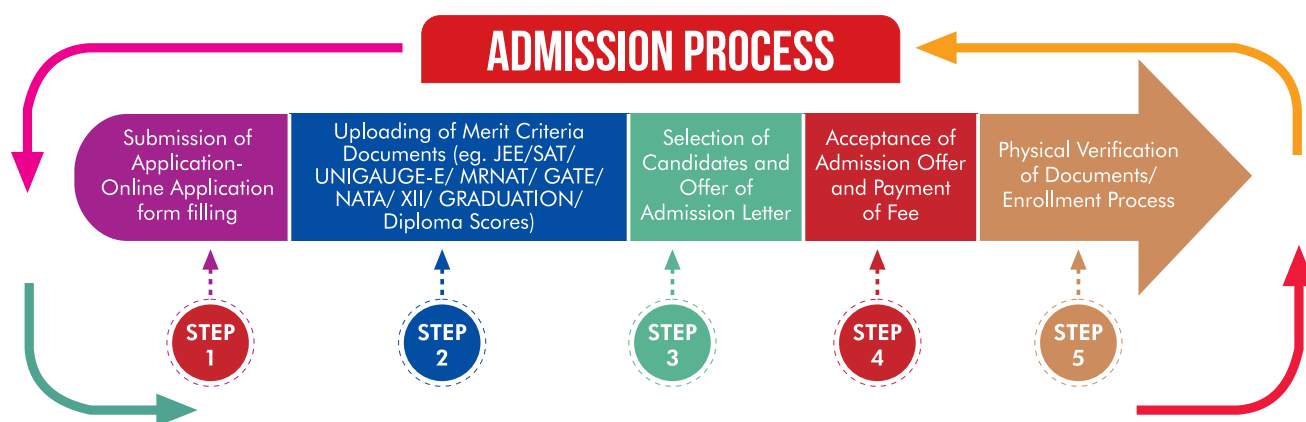 ADMISSION PROCESS
Submission of
Application-
Online Application
form filling
Uploading of Merit Criteria
Documents (eg. JEE/SAT/
UNIGAUGE-E/ MRNAT/ GATE/
NATA/ XII/ GRADUATION/
Diploma Scores)
Selection of
Candidates and
Offer of
Admission Letter
Acceptance of
Admission Offer
and Payment
of Fee
Physical Verification
of Documents/
Enrollment Process
STEP
1
STEP
2
STEP
3
STEP
4
STEP
5